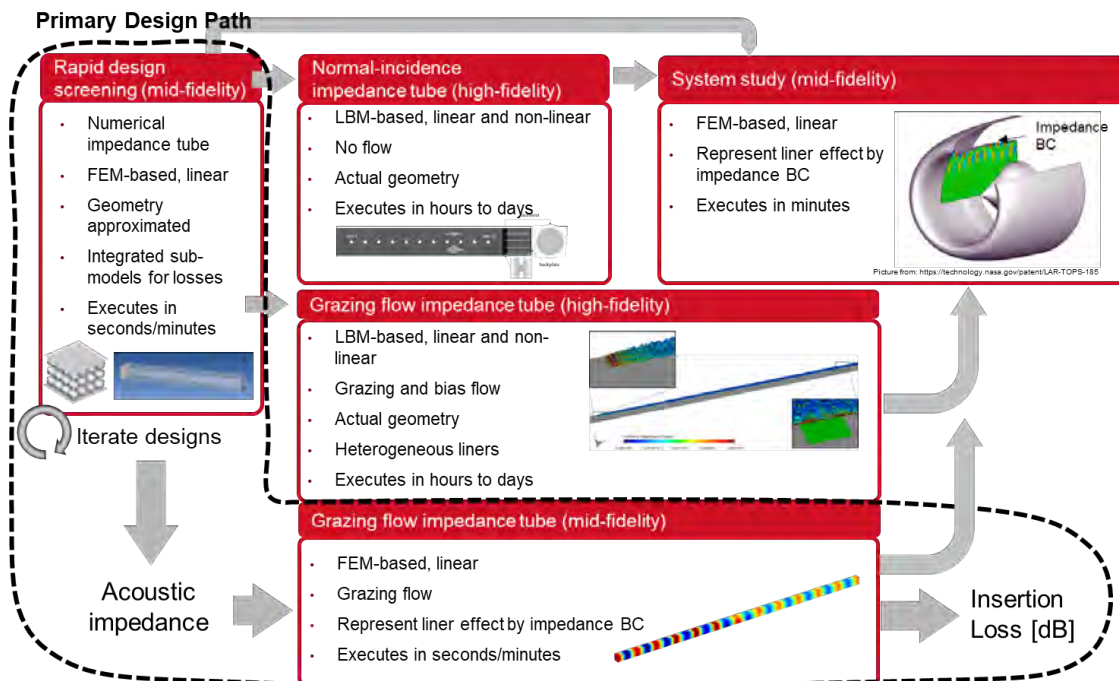 Primary Design Path
Rapid design
screening (mid-fidelity)
• Numerical
impedance tube
• FEM-based, linear
• Geometry
approximated
• Integrated sub-
models for losses
• Executes in
seconds/minutes
Iterate designs
Acoustic
impedance
Normal-incidence
impedance tube (high-fidelity)
• LBM-based, linear and non-linear
• No flow
• Actual geometry
• Executes in hours to days
backplate
System study (mid-fidelity)
• FEM-based, linear
• Represent liner effect by
impedance BC
• Executes in minutes
Impedance
BC
Picture from: https://technology.nasa.gov/patent/LAR-TOPS-185
Grazing flow impedance tube (high-fidelity)
• LBM-based, linear and non-
linear
• Grazing and bias flow
• Actual geometry
• Heterogeneous liners
• Executes in hours to days
Grazing flow impedance tube (mid-fidelity)
• FEM-based, linear
• Grazing flow
• Represent liner effect by impedance BC
• Executes in seconds/minutes
Insertion
Loss [dB]